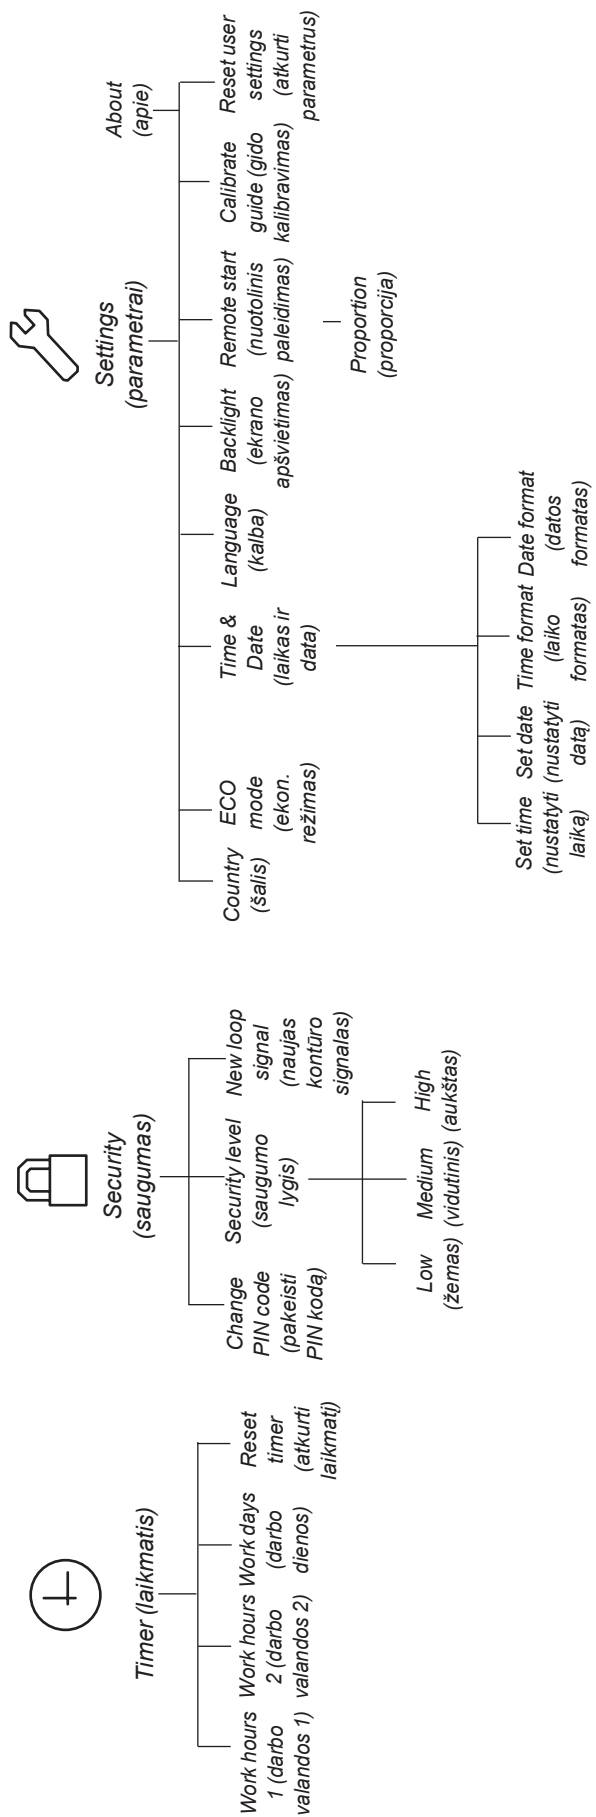 Timer (laikmatis)
Work hours
1 (darbo
valandos 1)
Work hours
2 (darbo
valandos 2)
Work days
(darbo
dienos)
Reset
timer
(atkurti
laikmatį)
Security
(saugumas)
Change
PIN code
(pakeisti
PIN kodą)
Security level
(saugumo
lygis)
New loop
signal
(naujas
kontūro
signalas)
Low
(žemas)
Medium
(vidutinis)
High
(aukštas)
Settings
(parametrai)
About
(apie)
Country
(šalis)
ECO
mode
(ekon.
režimas)
Time &
Date
(laikas ir
data)
Language
(kalba)
Backlight
(ekrano
apšvietimas)
Remote start
(nuotolinis
paleidimas)
Calibrate
guide (gido
kalibravimas)
Reset user
settings
(atkurti
parametrus)
Proportion
(proporcija)
Set time
(nustatyti
laiką)
Set date
(nustatyti
datą)
Time format
(laiko
formatas)
Date format
(datos
formatas)